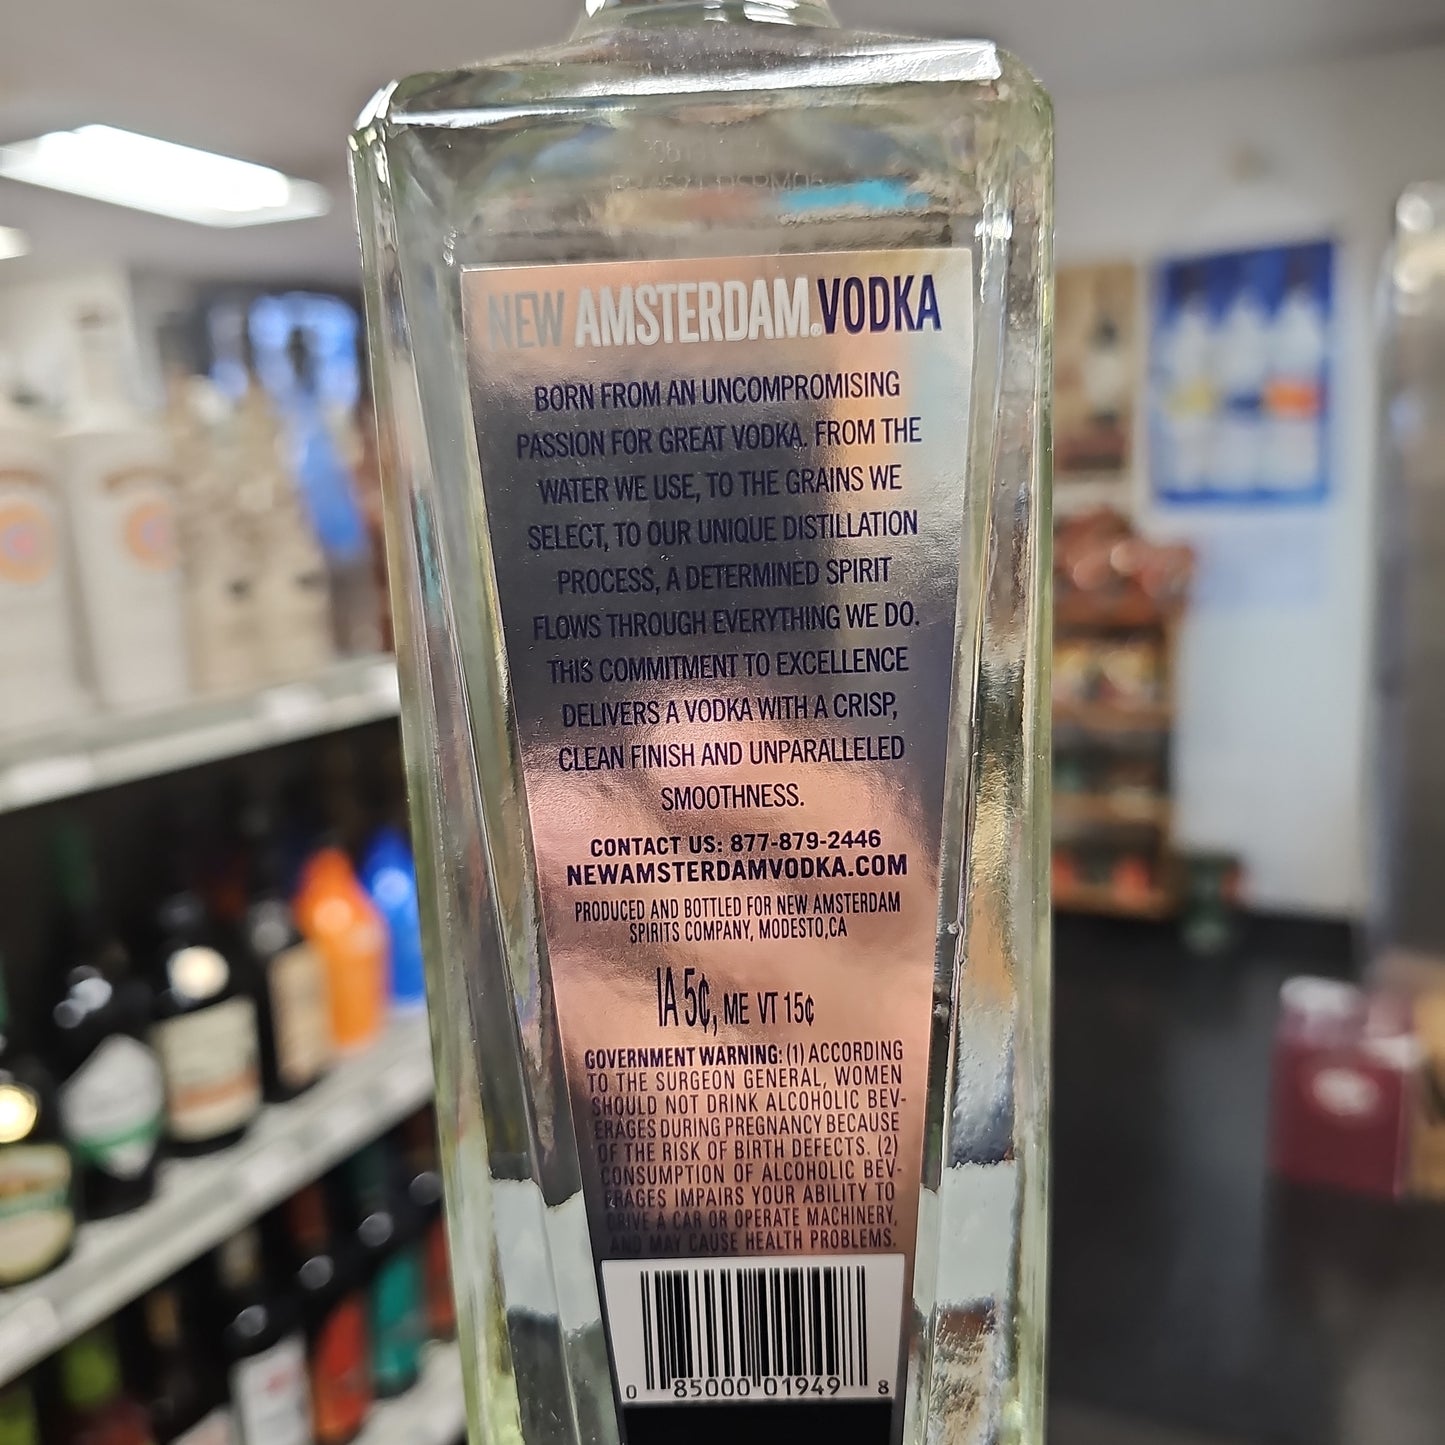 NEW AMSTERDAM®VODKA
BORN FROM AN UNCOMPROMISING
PASSION FOR GREAT VODKA. FROM THE
WATER WE USE, TO THE GRAINS WE
SELECT, TO OUR UNIQUE DISTILLATION
PROCESS, A DETERMINED SPIRIT
FLOWS THROUGH EVERYTHING WE DO.
THIS COMMITMENT TO EXCELLENCE
DELIVERS A VODKA WITH A CRISP,
CLEAN FINISH AND UNPARALLELED
SMOOTHNESS.
CONTACT US: 877-879-2446
NEWAMSTERDAMVODKA.COM
PRODUCED AND BOTTLED FOR NEW AMSTERDAM
SPIRITS COMPANY, MODESTO,CA
IA 5¢, ME VT 15¢
GOVERNMENT WARNING: (1) ACCORDING
TO THE SURGEON GENERAL, WOMEN
SHOULD NOT DRINK ALCOHOLIC BEV-
ERAGES DURING PREGNANCY BECAUSE
OF THE RISK OF BIRTH DEFECTS. (2)
CONSUMPTION OF ALCOHOLIC BEV-
ERAGES IMPAIRS YOUR ABILITY TO
DRIVE A CAR OR OPERATE MACHINERY,
AND MAY CAUSE HEALTH PROBLEMS.
0 85000 01949 8